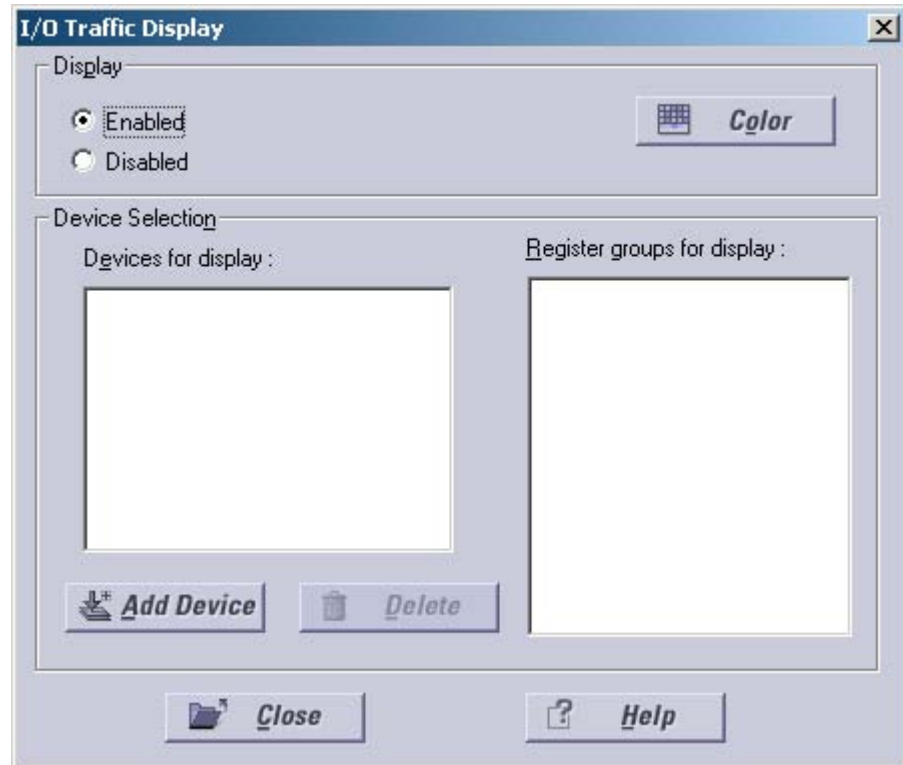 I/O Traffic Display
Display
Enabled
Disabled
Color
Device Selection
Devices for display :
Register groups for display :
Add Device
Delete
Close
Help